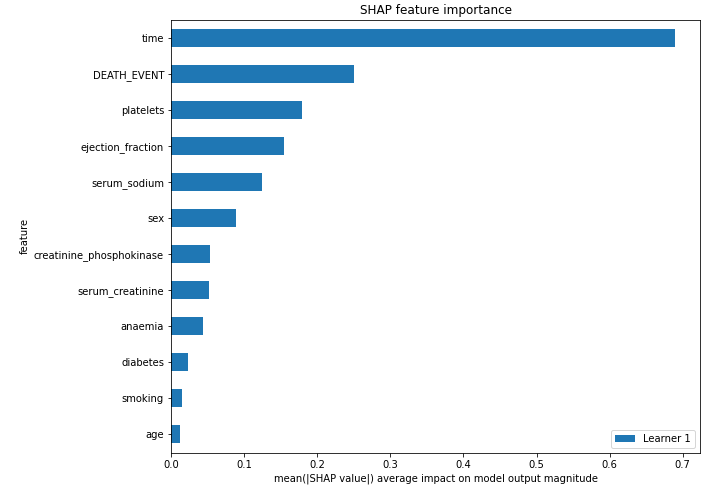 SHAP feature importance
time
DEATH_EVENT
platelets
ejection_fraction
serum_sodium
sex
creatinine_phosphokinase
serum_creatinine
anaemia
diabetes
smoking
age
feature
Learner 1
0.0 0.1 0.2 0.3 0.4 0.5 0.6 0.7
mean(|SHAP value|) average impact on model output magnitude